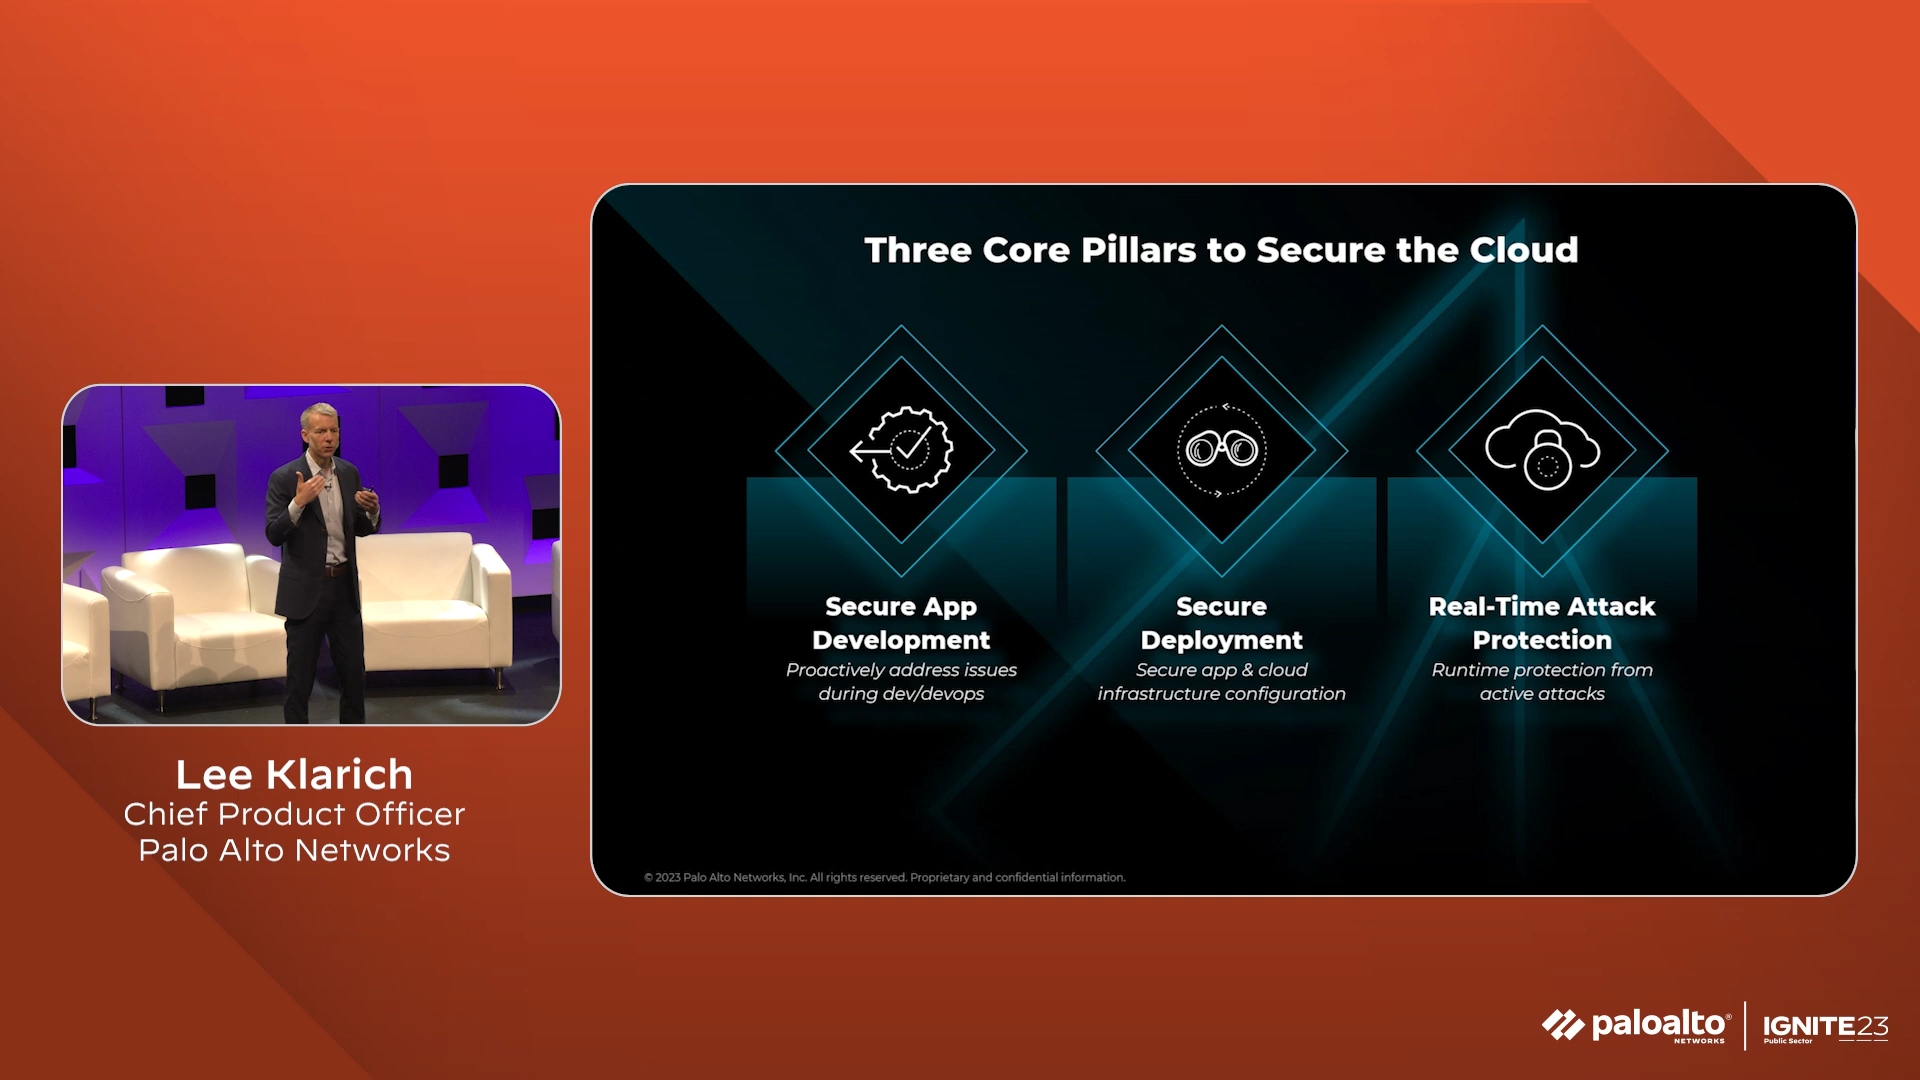 Three Core Pillars to Secure the Cloud
Secure App
Development
Proactively address issues
during dev/devops
Secure
Deployment
Secure app & cloud
infrastructure configuration
Real-Time Attack
Protection
Runtime protection from
active attacks
© 2023 Palo Alto Networks, Inc. All rights reserved. Proprietary and confidential information.
Lee Klarich
Chief Product Officer
Palo Alto Networks
paloalto®
NETWORKS
IGNITE23
Public Sector